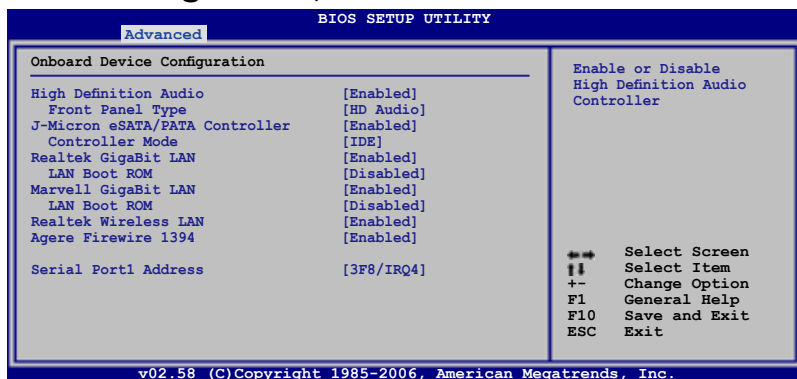 BIOS SETUP UTILITY
Advanced
Onboard Device Configuration
High Definition Audio [Enabled]
Front Panel Type [HD Audio]
J-Micron eSATA/PATA Controller [Enabled]
Controller Mode [IDE]
Realtek GigaBit LAN [Enabled]
LAN Boot ROM [Disabled]
Marvell GigaBit LAN [Enabled]
LAN Boot ROM [Disabled]
Realtek Wireless LAN [Enabled]
Agere Firewire 1394 [Enabled]
Serial Port1 Address [3F8/IRQ4]
Enable or Disable
High Definition Audio
Controller
←→ Select Screen
↑↓ Select Item
+- Change Option
F1 General Help
F10 Save and Exit
ESC Exit
v02.58 (C)Copyright 1985-2006, American Megatrends, Inc.